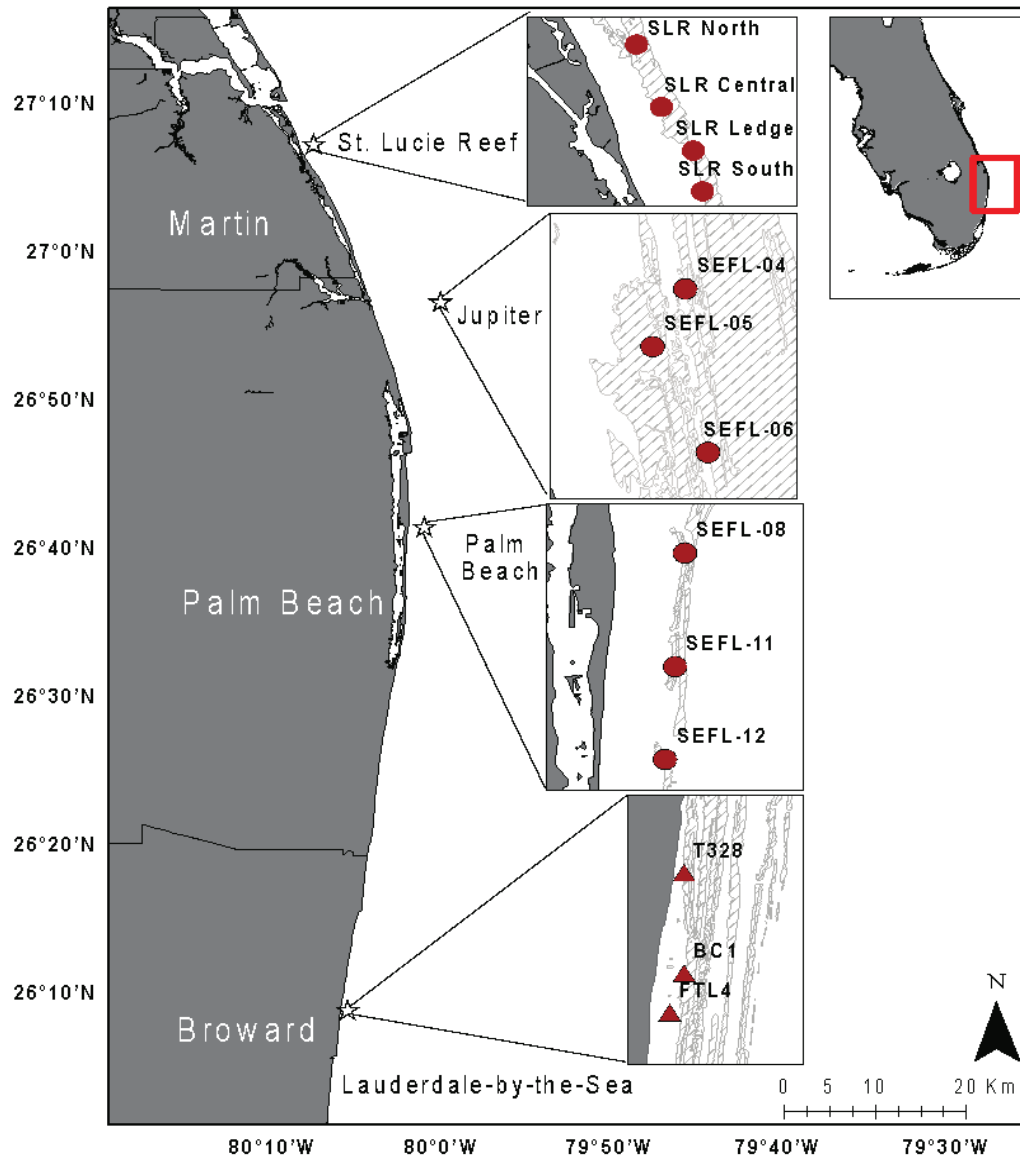 27°10'N
27°0'N
26°50'N
26°40'N
26°30'N
26°20'N
26°10'N
Martin
Palm Beach
Broward
St. Lucie Reef
Jupiter
Palm
Beach
Lauderdale-by-the-Sea
SLR North
SLR Central
SLR Ledge
SLR South
SEFL-04
SEFL-05
SEFL-06
SEFL-08
SEFL-11
SEFL-12
T328
BC1
FTL4
N
0 5 10 20 Km
80°10'W 80°00'W 79°50'W 79°40'W 79°30'W